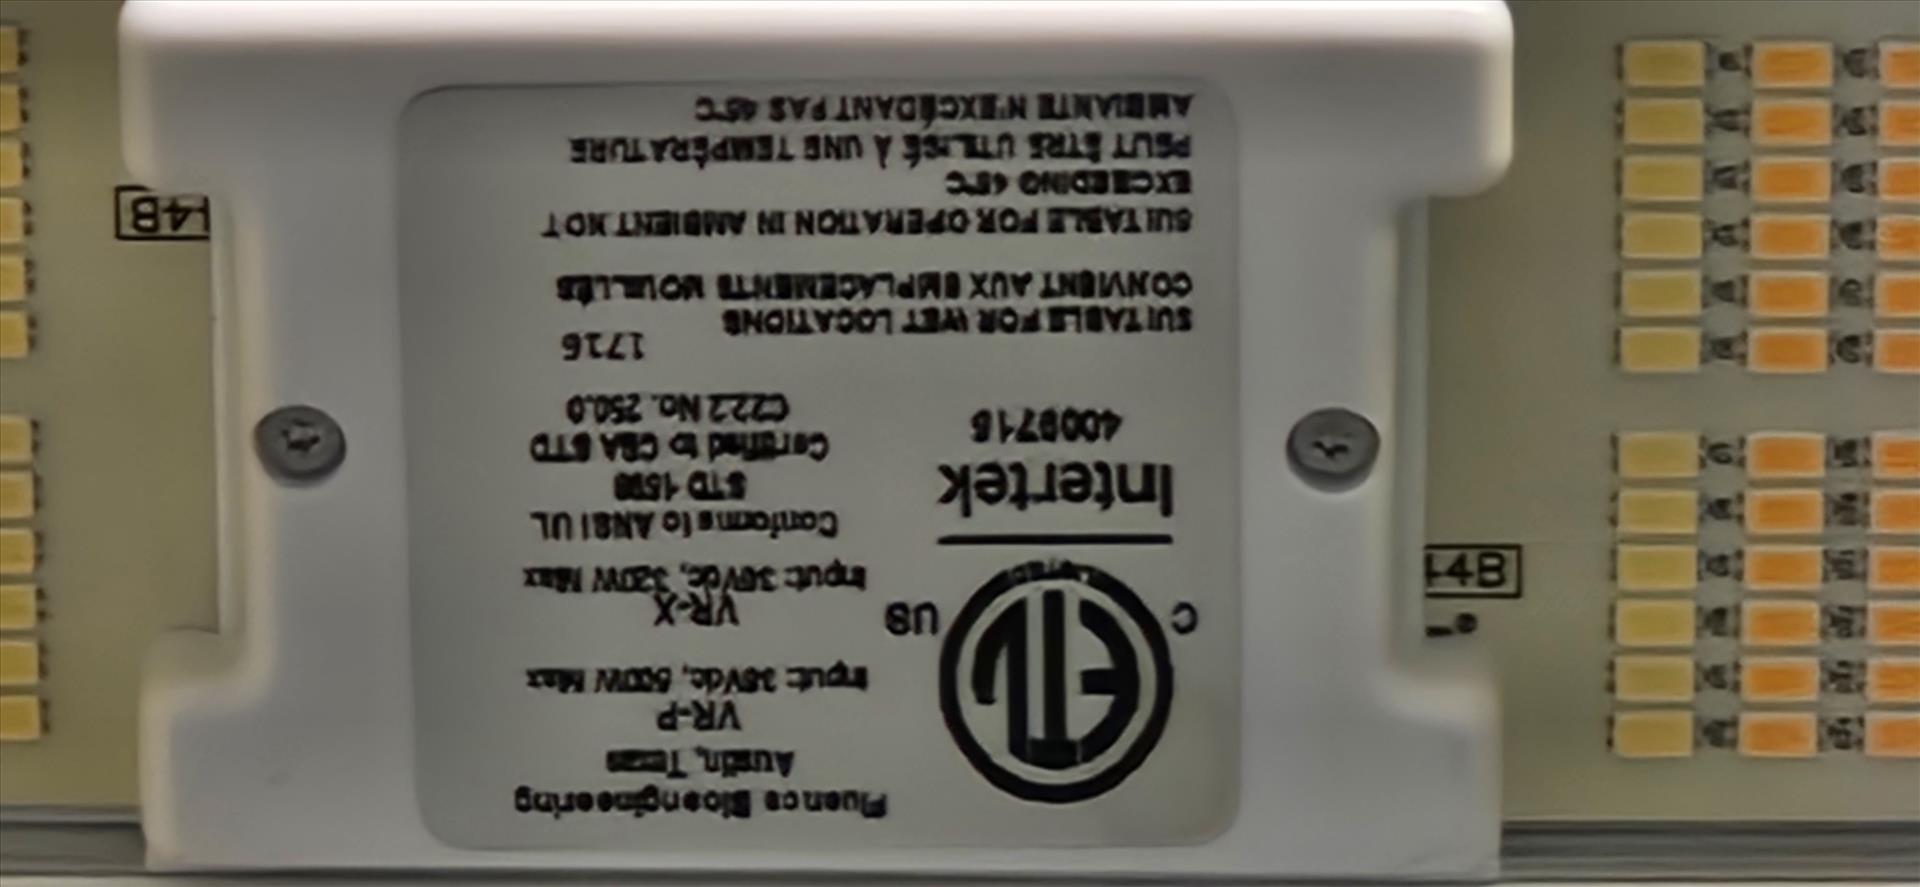 Fluence Bioengineering
Austin, Texas
VR-P
Input: 36Vdc, Max
VR-X
Input: 36Vdc, 320W Max
Conforms to ANSI UL
STD 1598
Certified to CSA STD
C22.2 No. 250.0
1716
C ETL US
LISTED
Intertek
SUITABLE FOR WET LOCATIONS
CONVIENT AUX EMPLACEMENTS MOUILLÉS
SUITABLE FOR OPERATION IN AMBIENT NOT
EXCEEDING 45°C
PEUT ÊTRE UTILISÉ À UNE TEMPÉRATURE
AMBIANTE N'EXCÉDANT PAS 45°C